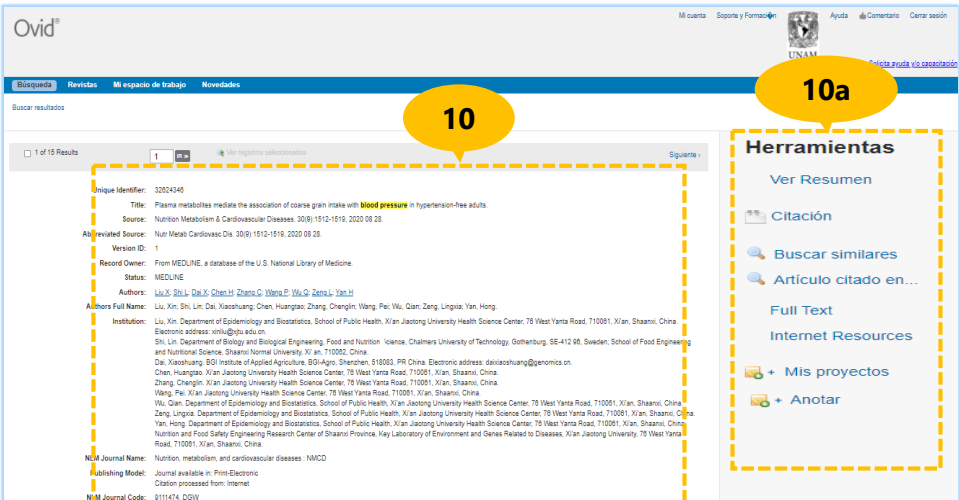 Ovid®
Mi cuenta Soporte y Formaci�n Ayuda Comentario Cerrar sesión
UNAM
Solicita ayuda y/o capacitación
Búsqueda Revistas Mi espacio de trabajo Novedades
Buscar resultados
10
10a
1 of 15 Results 1 IR > Ver registros seleccionados Siguiente ›
Unique Identifier: 32624346
Title: Plasma metabolites mediate the association of coarse grain intake with blood pressure in hypertension-free adults.
Source: Nutrition Metabolism & Cardiovascular Diseases. 30(9):1512-1519, 2020 08 28.
Abbreviated Source: Nutr Metab Cardiovasc Dis. 30(9):1512-1519, 2020 08 28.
Version ID: 1
Record Owner: From MEDLINE, a database of the U.S. National Library of Medicine.
Status: MEDLINE
Authors: Liu X; Shi L; Dai X; Chen H; Zhang C; Wang P; Wu Q; Zeng L; Yan H
Authors Full Name: Liu, Xin; Shi, Lin; Dai, Xiaoshuang; Chen, Huangtao; Zhang, Chenglin; Wang, Pei; Wu, Qian; Zeng, Lingxia; Yan, Hong.
Institution: Liu, Xin. Department of Epidemiology and Biostatistics, School of Public Health, Xi'an Jiaotong University Health Science Center, 76 West Yanta Road, 710061, Xi'an, Shaanxi, China.
Electronic address: xinliu@xjtu.edu.cn.
Shi, Lin. Department of Biology and Biological Engineering, Food and Nutrition Science, Chalmers University of Technology, Gothenburg, SE-412 96, Sweden; School of Food Engineering
and Nutritional Science, Shaanxi Normal University, Xi' an, 710062, China.
Dai, Xiaoshuang. BGI Institute of Applied Agriculture, BGI-Agro, Shenzhen, 518083, PR China. Electronic address: daixiaoshuang@genomics.cn.
Chen, Huangtao. Xi'an Jiaotong University Health Science Center, 76 West Yanta Road, 710061, Xi'an, Shaanxi, China.
Zhang, Chenglin. Xi'an Jiaotong University Health Science Center, 76 West Yanta Road, 710061, Xi'an, Shaanxi, China.
Wang, Pei. Xi'an Jiaotong University Health Science Center, 76 West Yanta Road, 710061, Xi'an, Shaanxi, China.
Wu, Qian. Department of Epidemiology and Biostatistics, School of Public Health, Xi'an Jiaotong University Health Science Center, 76 West Yanta Road, 710061, Xi'an, Shaanxi, China.
Zeng, Lingxia. Department of Epidemiology and Biostatistics, School of Public Health, Xi'an Jiaotong University Health Science Center, 76 West Yanta Road, 710061, Xi'an, Shaanxi, China.
Yan, Hong. Department of Epidemiology and Biostatistics, School of Public Health, Xi'an Jiaotong University Health Science Center, 76 West Yanta Road, 710061, Xi'an, Shaanxi, China;
Nutrition and Food Safety Engineering Research Center of Shaanxi Province, Key Laboratory of Environment and Genes Related to Diseases, Xi'an Jiaotong University, 76 West Yanta
Road, 710061, Xi'an, Shaanxi, China.
NLM Journal Name: Nutrition, metabolism, and cardiovascular diseases : NMCD
Publishing Model: Journal available in: Print-Electronic
Citation processed from: Internet
NLM Journal Code: 9111474, DGW
Herramientas
Ver Resumen
Citación
Buscar similares
Artículo citado en...
Full Text
Internet Resources
+ Mis proyectos
+ Anotar